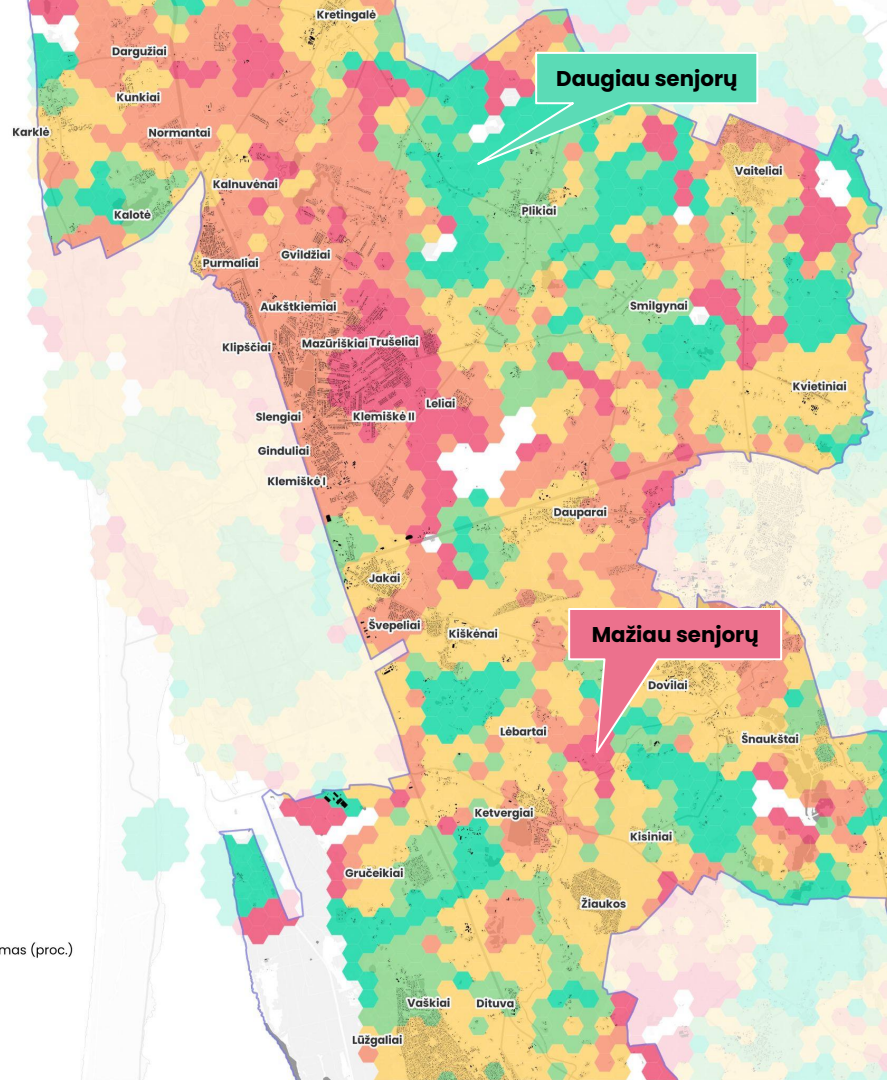 Kretingalė
Dargužiai
Daugiau senjorų
Kunkiai
Karklė
Normantai
Vaiteliai
Kalnuvėnai
Kalotė
Plikiai
Gvildžiai
Purmaliai
Aukštkiemiai
Smilgynai
Klipščiai
Mazūriškiai
Trušeliai
Kvietiniai
Leliai
Slengiai
Klemiškė II
Ginduliai
Klemiškė I
Dauparai
Jakai
Švepeliai
Kiškėnai
Mažiau senjorų
Dovilai
Lėbartai
Šnaukštai
Ketvergiai
Kisiniai
Gručeikiai
Žiaukos
mas (proc.)
Vaškiai
Dituva
Lūžgaliai